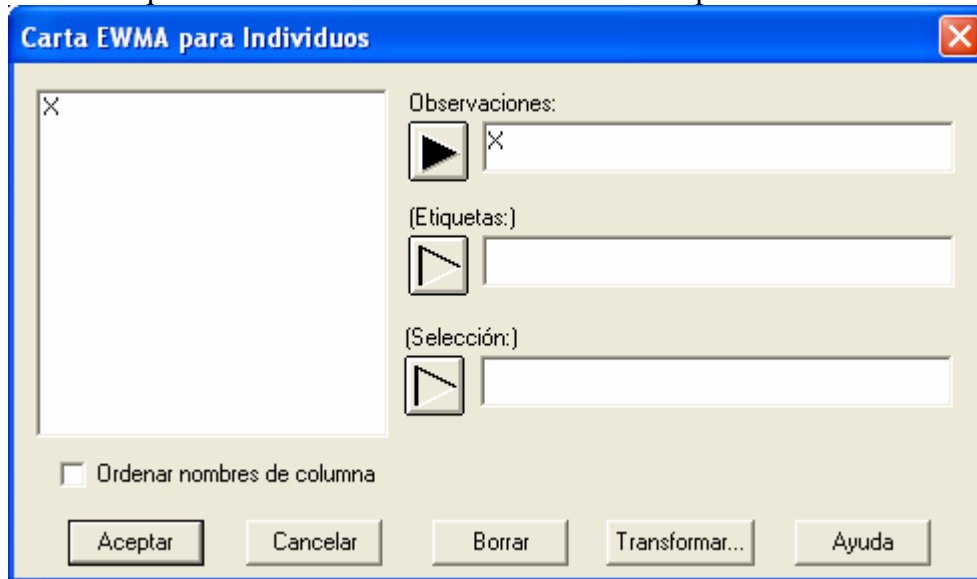 Carta EWMA para Individuos
X
Observaciones:
X
(Etiquetas:)
(Selección:)
Ordenar nombres de columna
Aceptar Cancelar Borrar Transformar... Ayuda